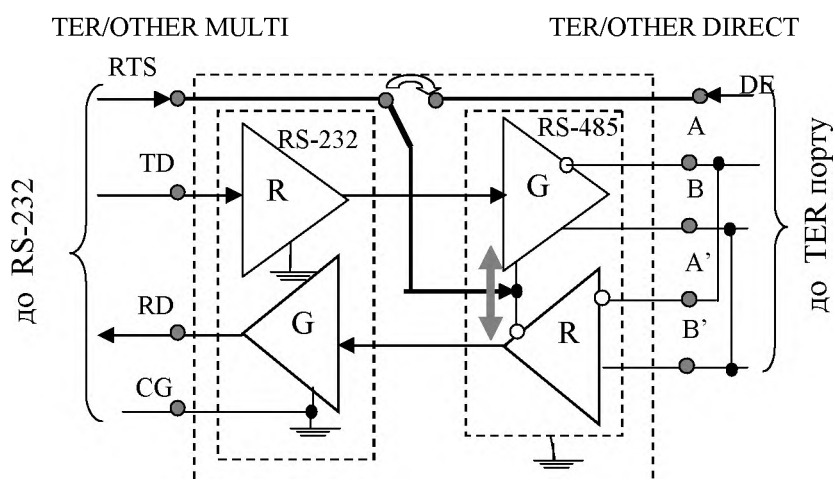 TER/OTHER MULTI
TER/OTHER DIRECT
RTS
DE
RS-232
RS-485
A
TD
R
G
B
до RS-232
до TER порту
A’
RD
G
R
B’
CG